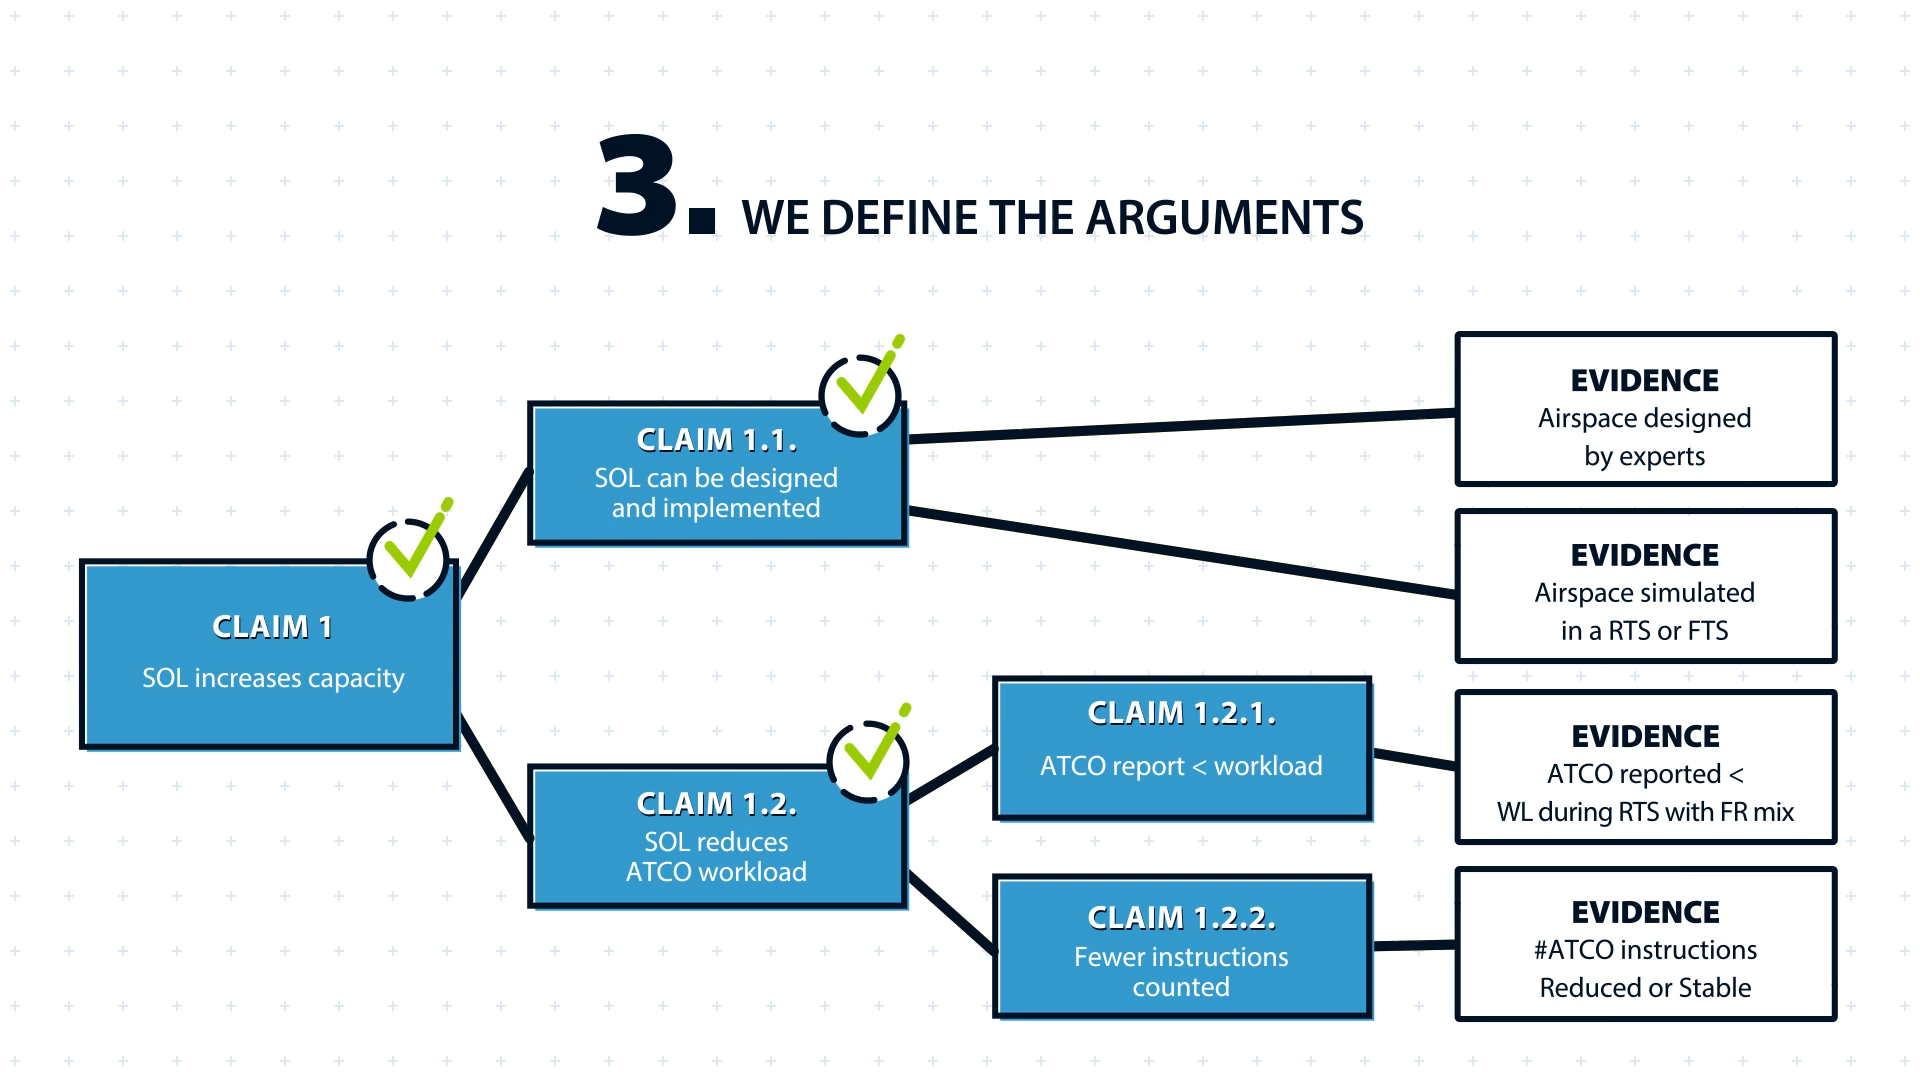 3. WE DEFINE THE ARGUMENTS
CLAIM 1
SOL increases capacity
CLAIM 1.1.
SOL can be designed
and implemented
CLAIM 1.2.
SOL reduces
ATCO workload
CLAIM 1.2.1.
ATCO report < workload
CLAIM 1.2.2.
Fewer instructions
counted
EVIDENCE
Airspace designed
by experts
EVIDENCE
Airspace simulated
in a RTS or FTS
EVIDENCE
ATCO reported <
WL during RTS with FR mix
EVIDENCE
#ATCO instructions
Reduced or Stable